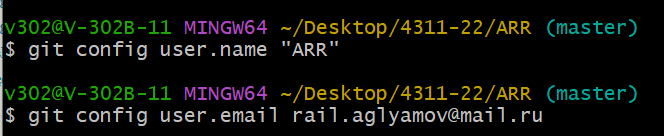 v302@V-302B-11 MINGW64 ~/Desktop/4311-22/ARR (master)
$ git config user.name "ARR"
v302@V-302B-11 MINGW64 ~/Desktop/4311-22/ARR (master)
$ git config user.email rail.aglyamov@mail.ru